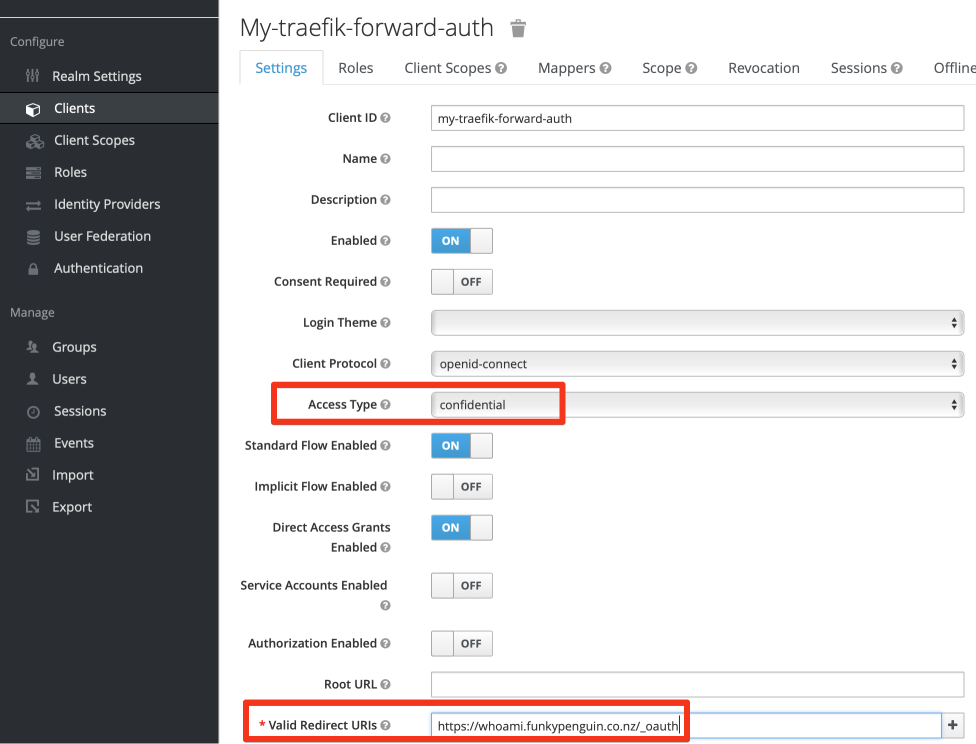 Configure
Realm Settings
Clients
Client Scopes
Roles
Identity Providers
User Federation
Authentication
Manage
Groups
Users
Sessions
Events
Import
Export
My-traefik-forward-auth
Settings Roles Client Scopes Mappers Scope Revocation Sessions Offline
Client ID my-traefik-forward-auth
Name
Description
Enabled ON
Consent Required OFF
Login Theme
Client Protocol openid-connect
Access Type confidential
Standard Flow Enabled ON
Implicit Flow Enabled OFF
Direct Access Grants
Enabled ON
Service Accounts Enabled OFF
Authorization Enabled OFF
Root URL
* Valid Redirect URIs https://whoami.funkypenguin.co.nz/_oauth +